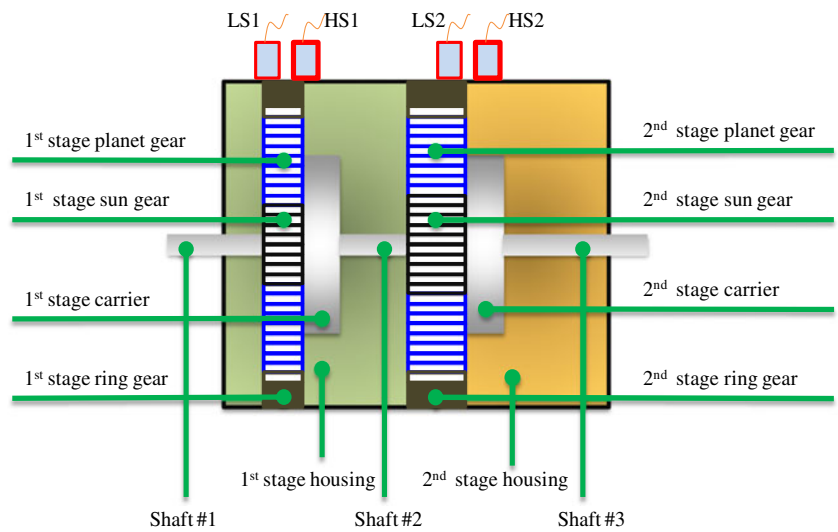 LS1 HS1 LS2 HS2
1st stage planet gear
2nd stage planet gear
1st stage sun gear
2nd stage sun gear
1st stage carrier
2nd stage carrier
1st stage ring gear
2nd stage ring gear
1st stage housing
2nd stage housing
Shaft #1
Shaft #2
Shaft #3